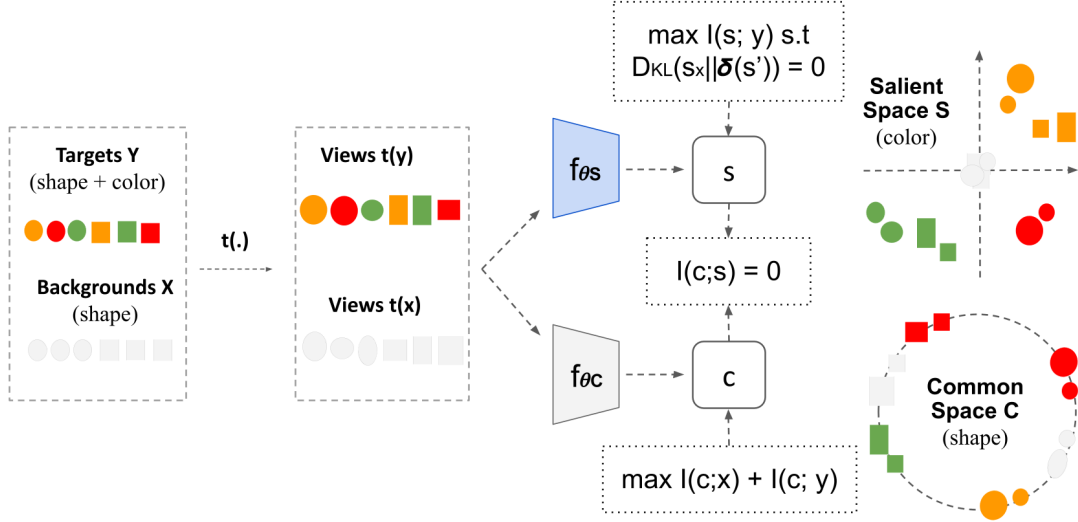 Targets Y
(shape + color)
Backgrounds X
(shape)
t(.)
Views t(y)
Views t(x)
fθs
fθc
max I(s; y) s.t
DKL(sx||δ(s')) = 0
s
I(c;s) = 0
c
max I(c;x) + I(c; y)
Salient
Space S
(color)
Common
Space C
(shape)